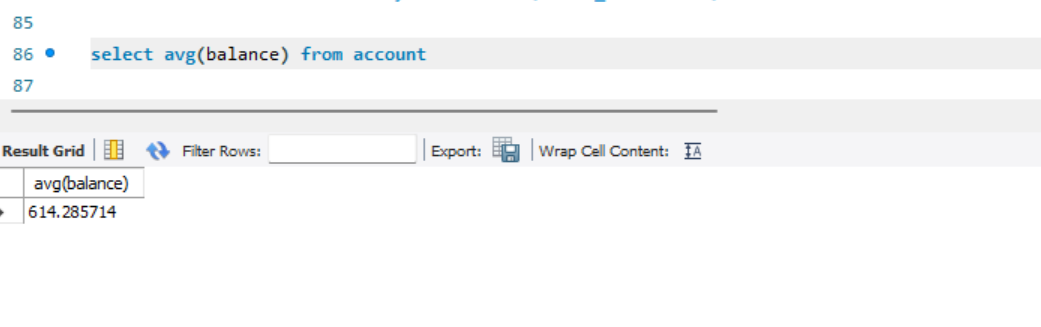 85
86 select avg(balance) from account
87
Result Grid Filter Rows: Export: Wrap Cell Content:
avg(balance)
614.285714